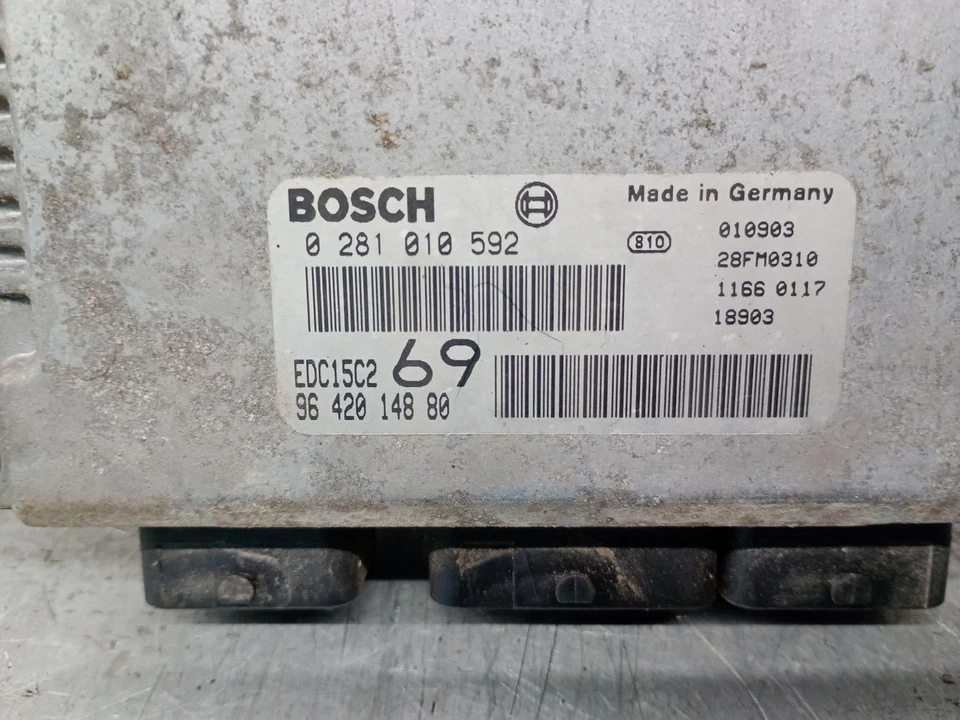 BOSCH
Made in Germany
0 281 010 592
810
010903
28FM0310
1166 0117
18903
EDC15C2 69
96 420 148 80